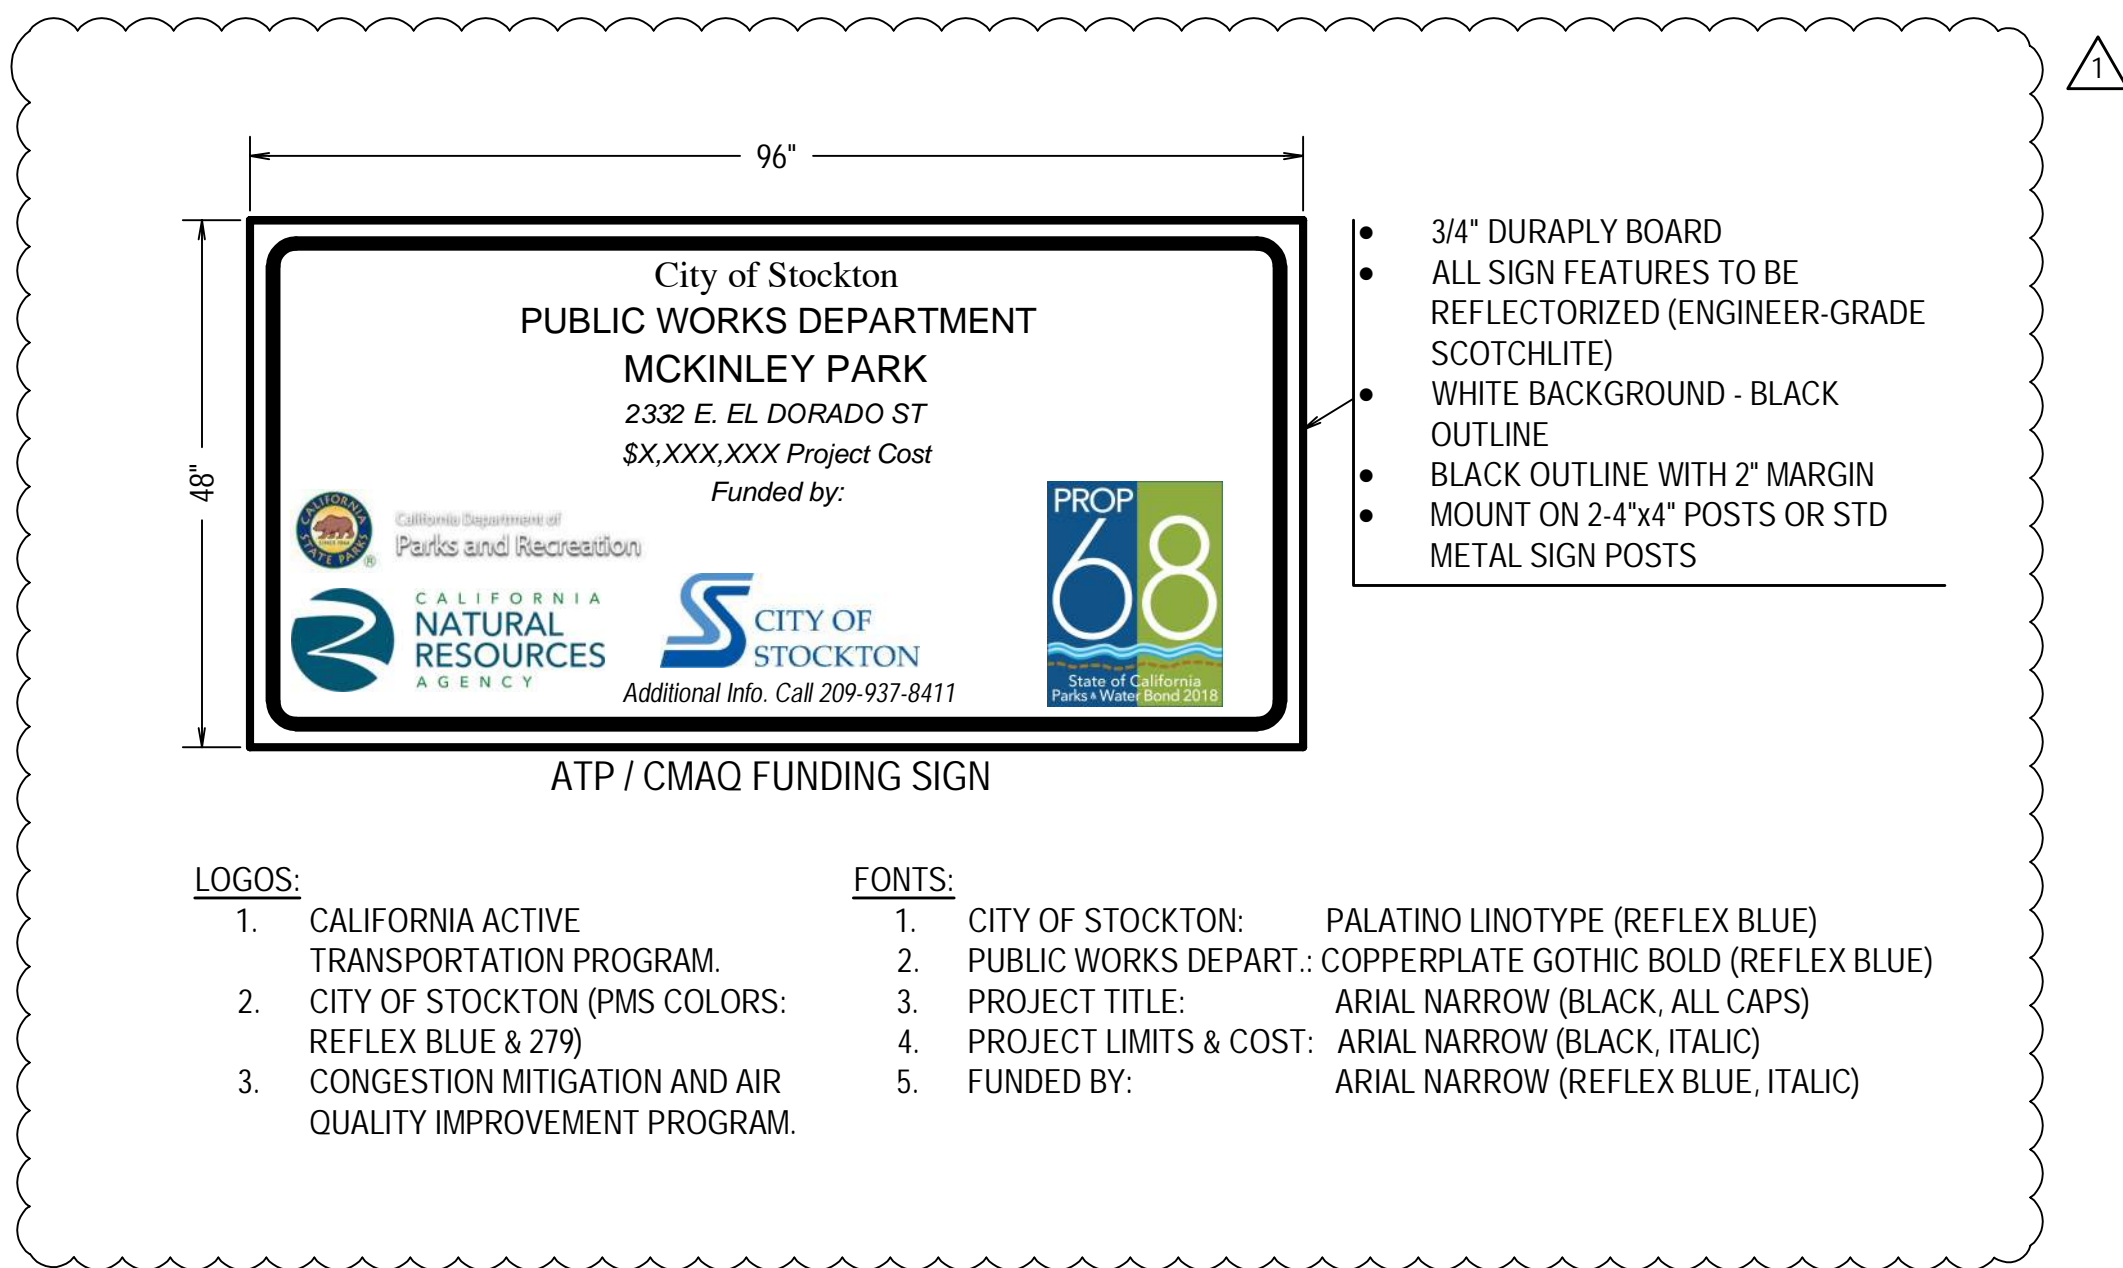 1
96"
48"
City of Stockton
PUBLIC WORKS DEPARTMENT
MCKINLEY PARK
2332 E. EL DORADO ST
$X,XXX,XXX Project Cost
Funded by:
CALIFORNIA
STATE PARKS
SINCE 1864
®
California Department of
Parks and Recreation
CALIFORNIA
NATURAL
RESOURCES
AGENCY
CITY OF
STOCKTON
Additional Info. Call 209-937-8411
PROP
68
State of California
Parks & Water Bond 2018
• 3/4" DURAPLY BOARD
• ALL SIGN FEATURES TO BE
REFLECTORIZED (ENGINEER-GRADE
SCOTCHLITE)
• WHITE BACKGROUND - BLACK
OUTLINE
• BLACK OUTLINE WITH 2" MARGIN
• MOUNT ON 2-4"x4" POSTS OR STD
METAL SIGN POSTS
ATP / CMAQ FUNDING SIGN
LOGOS:
1. CALIFORNIA ACTIVE
TRANSPORTATION PROGRAM.
2. CITY OF STOCKTON (PMS COLORS:
REFLEX BLUE & 279)
3. CONGESTION MITIGATION AND AIR
QUALITY IMPROVEMENT PROGRAM.
FONTS:
1. CITY OF STOCKTON: PALATINO LINOTYPE (REFLEX BLUE)
2. PUBLIC WORKS DEPART.: COPPERPLATE GOTHIC BOLD (REFLEX BLUE)
3. PROJECT TITLE: ARIAL NARROW (BLACK, ALL CAPS)
4. PROJECT LIMITS & COST: ARIAL NARROW (BLACK, ITALIC)
5. FUNDED BY: ARIAL NARROW (REFLEX BLUE, ITALIC)